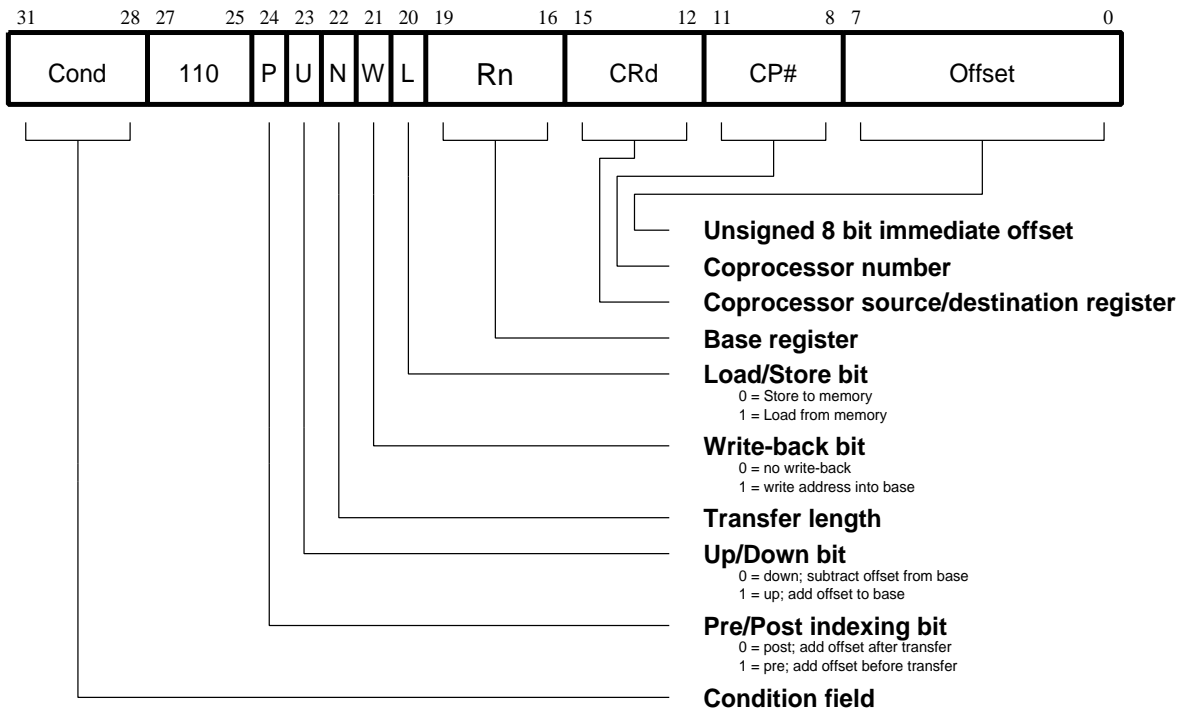 31 28 27 25 24 23 22 21 20 19 16 15 12 11 8 7 0
Cond 110 P U N W L Rn CRd CP# Offset
Unsigned 8 bit immediate offset
Coprocessor number
Coprocessor source/destination register
Base register
Load/Store bit
0 = Store to memory
1 = Load from memory
Write-back bit
0 = no write-back
1 = write address into base
Transfer length
Up/Down bit
0 = down; subtract offset from base
1 = up; add offset to base
Pre/Post indexing bit
0 = post; add offset after transfer
1 = pre; add offset before transfer
Condition field